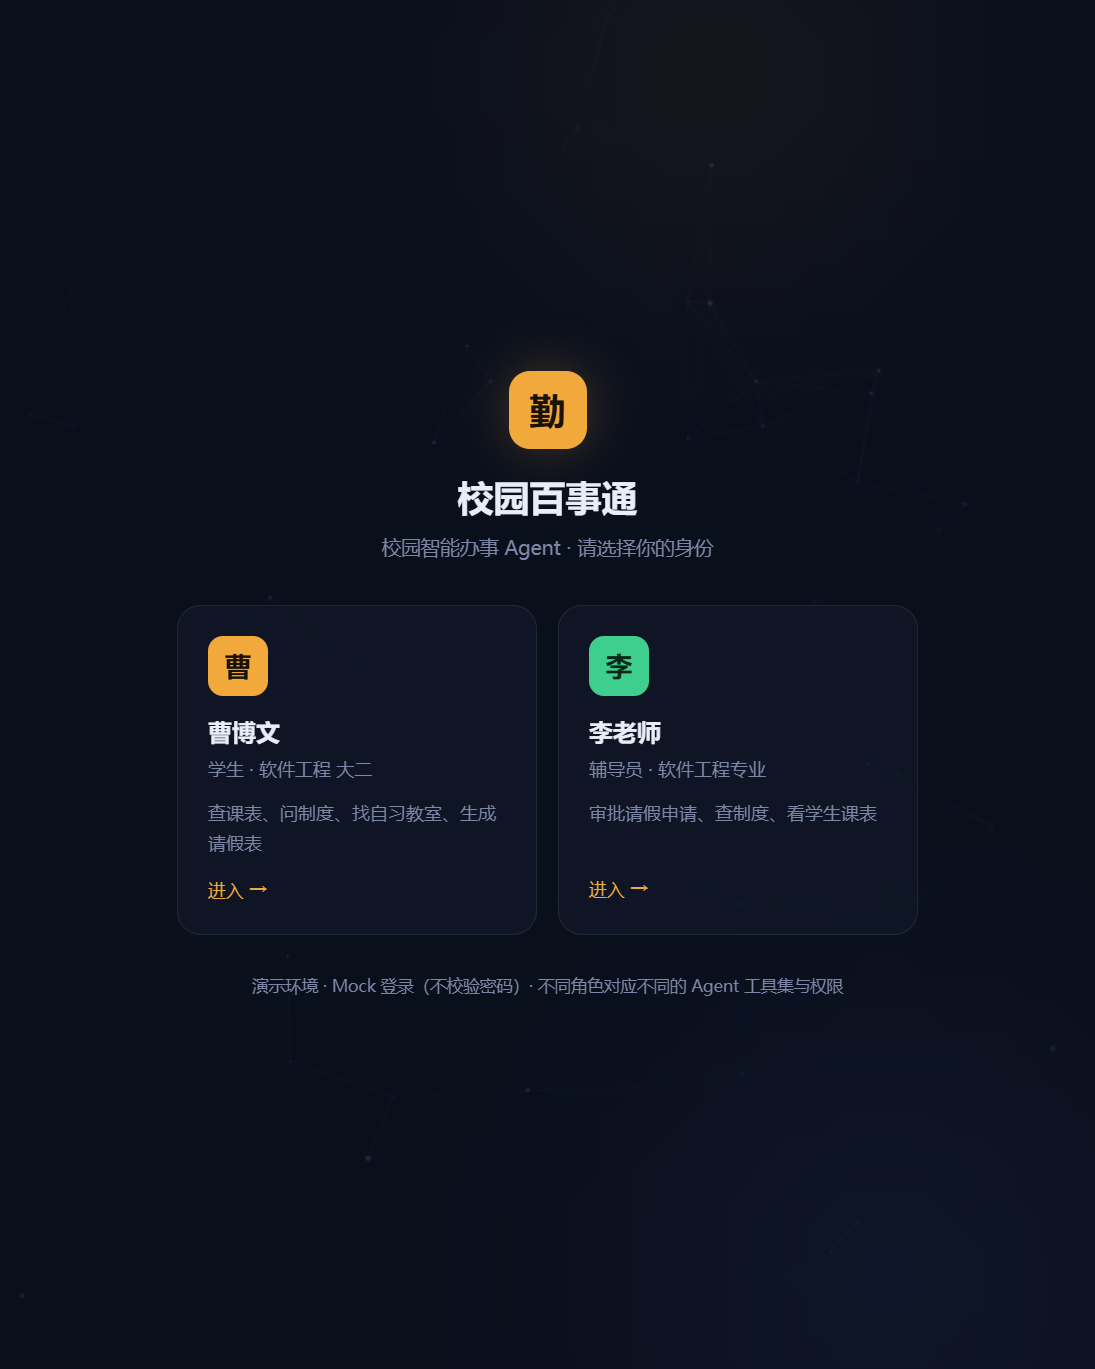 勤
校园百事通
校园智能办事 Agent · 请选择你的身份
曹
曹博文
学生 · 软件工程 大二
查课表、问制度、找自习教室、生成
请假表
进入 →
李
李老师
辅导员 · 软件工程专业
审批请假申请、查制度、看学生课表
进入 →
演示环境 · Mock 登录（不校验密码）· 不同角色对应不同的 Agent 工具集与权限